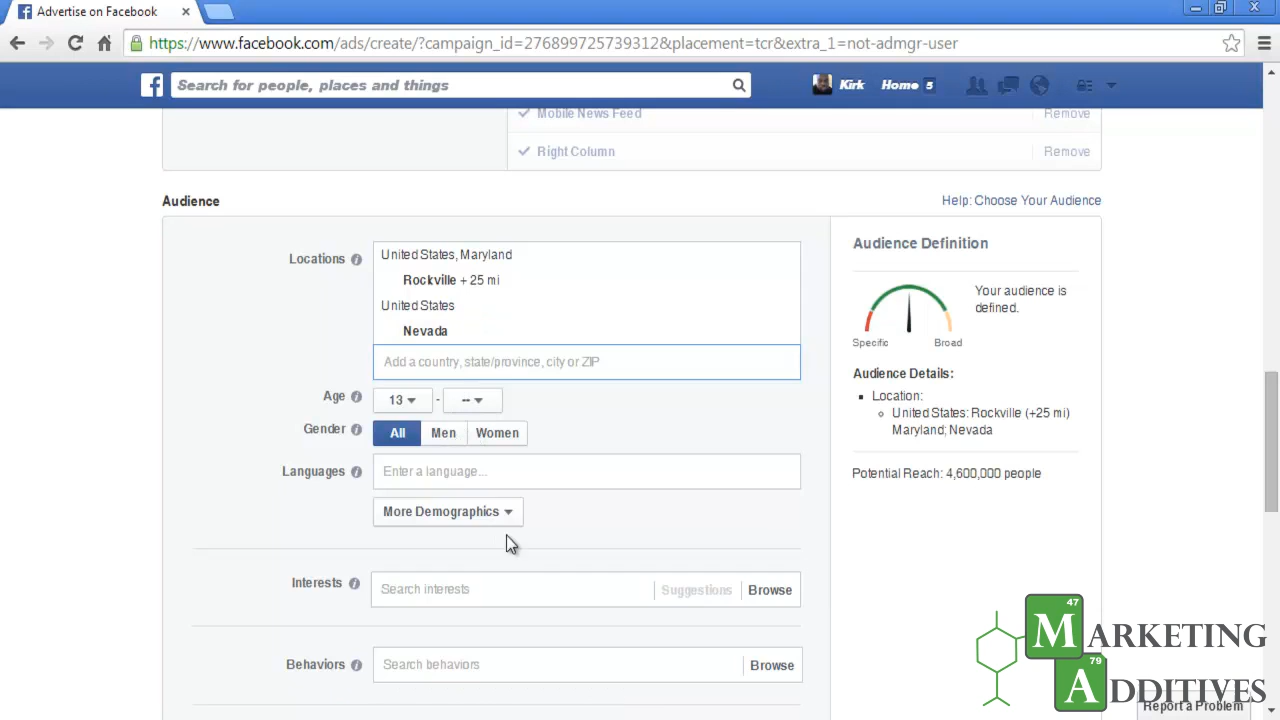 Advertise on Facebook
https://www.facebook.com/ads/create/?campaign_id=276899725739312&placement=tcr&extra_1=not-admgr-user
Search for people, places and things
Kirk
Home 5
Mobile News Feed
Remove
Right Column
Remove
Audience
Help: Choose Your Audience
Locations
United States, Maryland
Rockville + 25 mi
United States
Nevada
Add a country, state/province, city or ZIP
Age
13
-
--
Gender
All
Men
Women
Languages
Enter a language...
More Demographics
Interests
Search interests
Suggestions
Browse
Behaviors
Search behaviors
Browse
Audience Definition
Your audience is
defined.
Specific
Broad
Audience Details:
Location:
United States: Rockville (+25 mi)
Maryland; Nevada
Potential Reach: 4,600,000 people
47
MARKETING
79
ADDITIVES
Report a Problem